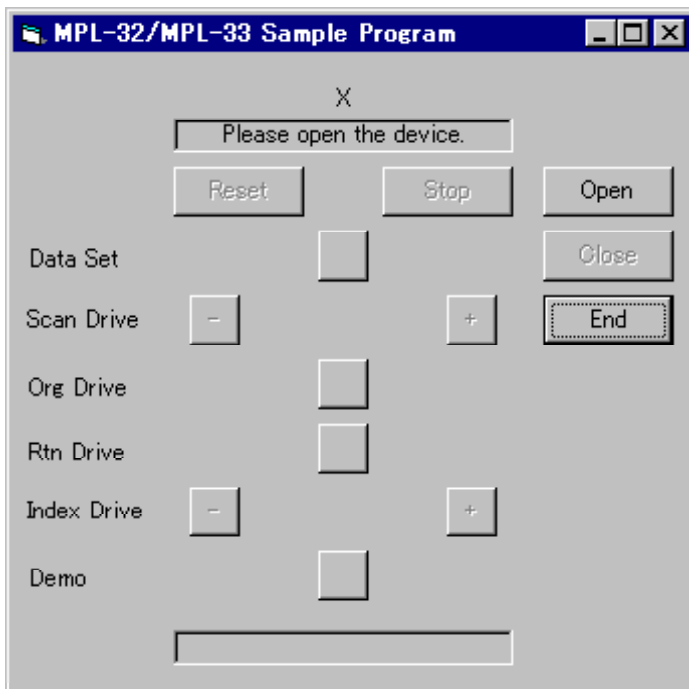 MPL-32/MPL-33 Sample Program
X
Please open the device.
Reset Stop Open
Data Set Close
Scan Drive - + End
Org Drive
Rtn Drive
Index Drive - +
Demo